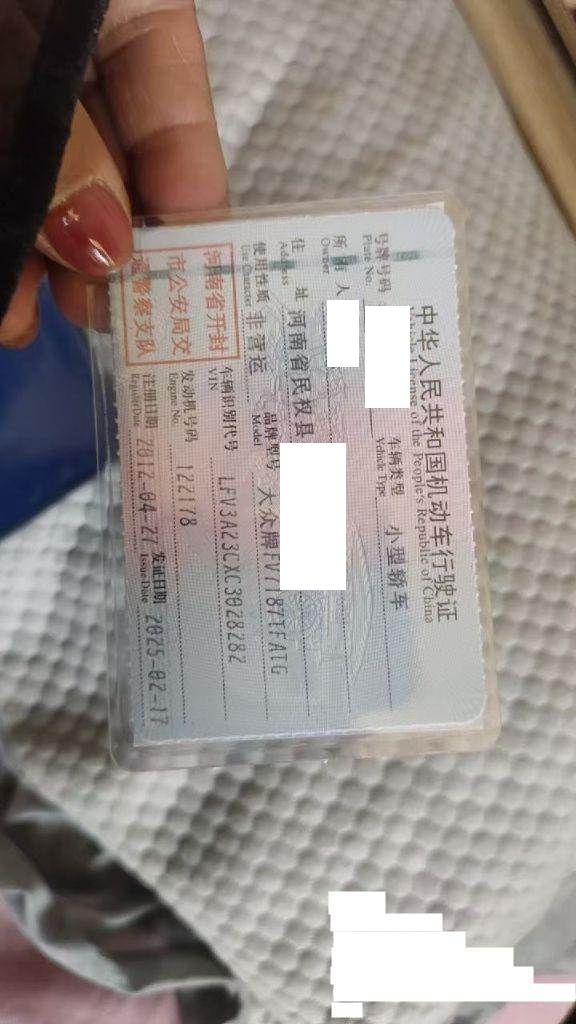 中华人民共和国机动车行驶证
Vehicle License of the People's Republic of China
号牌号码
Plate No.
车辆类型 小型轿车
Vehicle Type
所有人
Owner
住址 河南省民权县
Address
使用性质 非营运
Use Character
品牌型号 大众牌FV7187TFATG
Model
车辆识别代号 LFV3A23CXC3028282
VIN
发动机号码 122178
Engine No.
注册日期 2012-04-27
Register Date
发证日期 2025-02-17
Issue Date
河南省开封
市公安局交
通警察支队